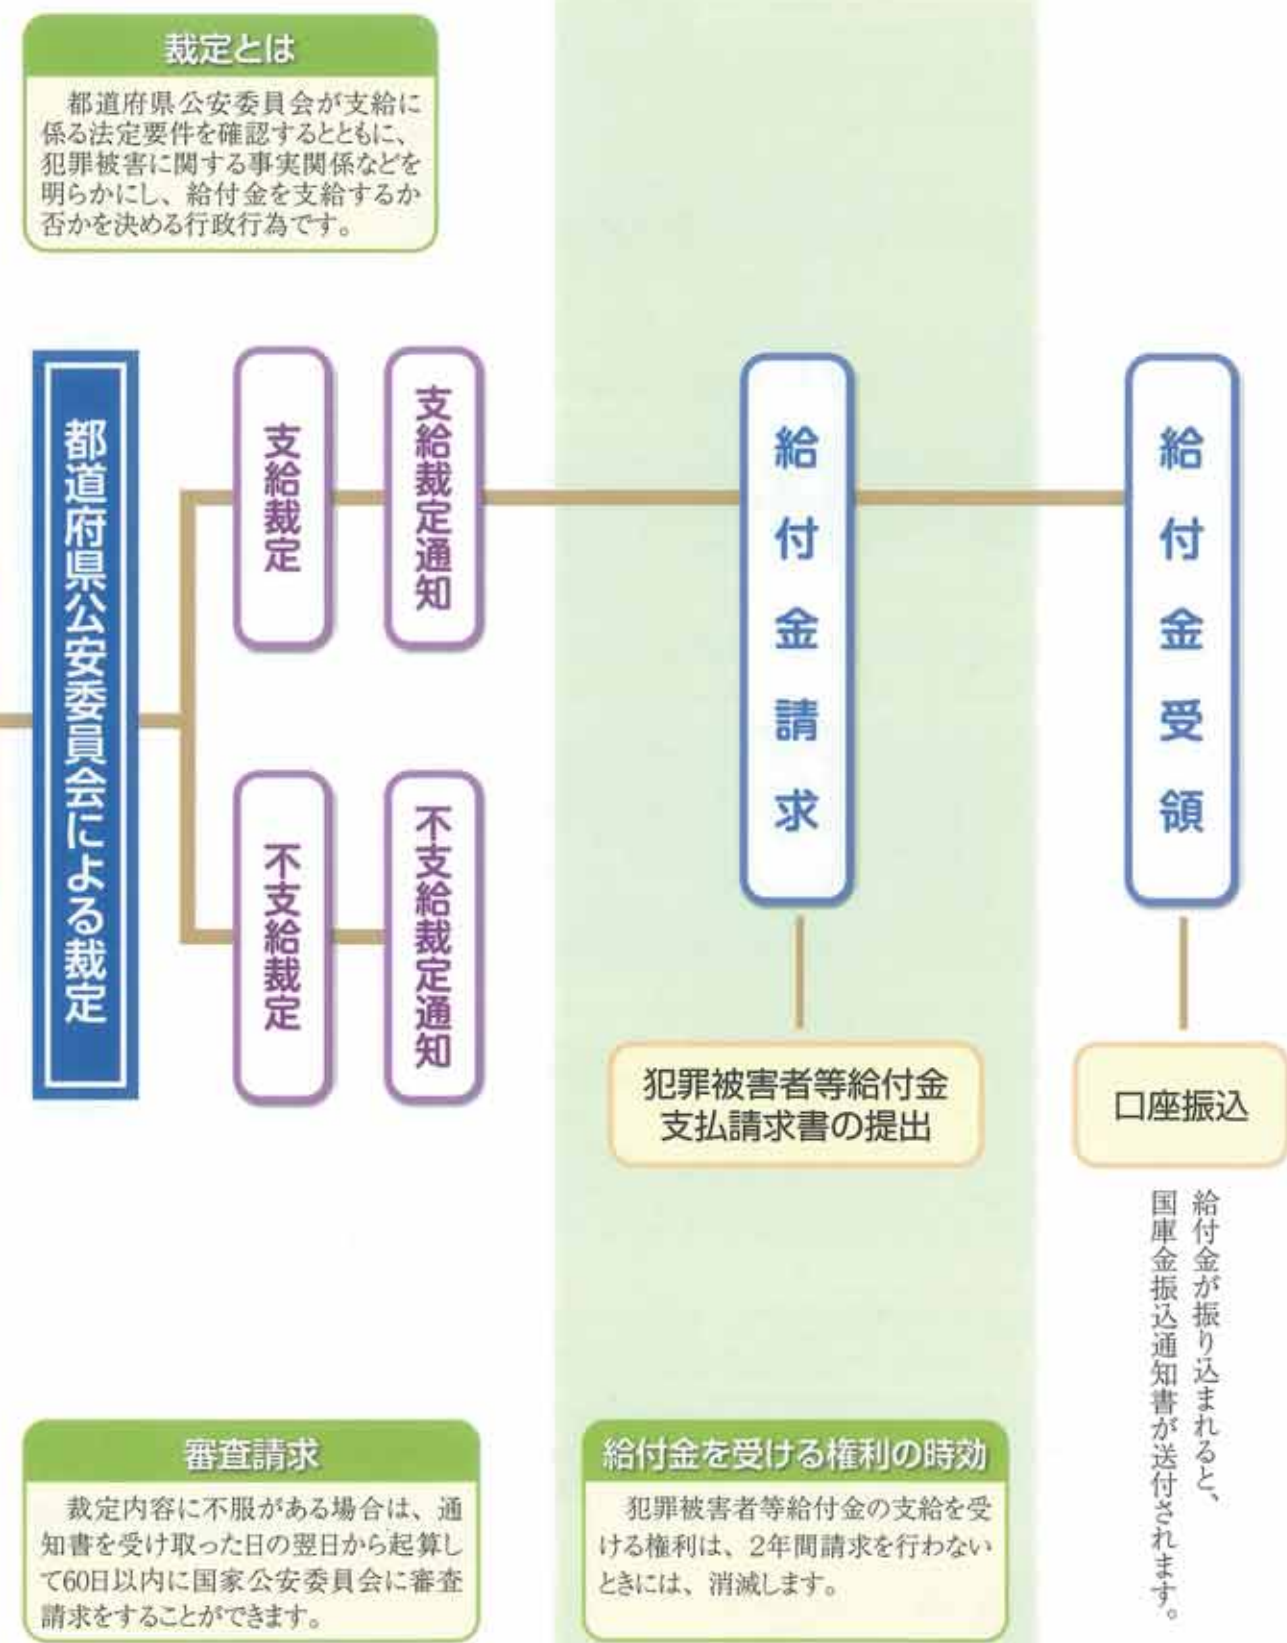 裁定とは
都道府県公安委員会が支給に
係る法定要件を確認するとともに、
犯罪被害に関する事実関係などを
明らかにし、給付金を支給するか
否かを決める行政行為です。
都道府県公安委員会による裁定
支給裁定
支給裁定通知
不支給裁定
不支給裁定通知
給付金請求
犯罪被害者等給付金
支払請求書の提出
給付金受領
口座振込
給付金が振り込まれると、
国庫金振込通知書が送付されます。
審査請求
裁定内容に不服がある場合は、通
知書を受け取った日の翌日から起算し
て60日以内に国家公安委員会に審査
請求をすることができます。
給付金を受ける権利の時効
犯罪被害者等給付金の支給を受
ける権利は、2年間請求を行わない
ときには、消滅します。